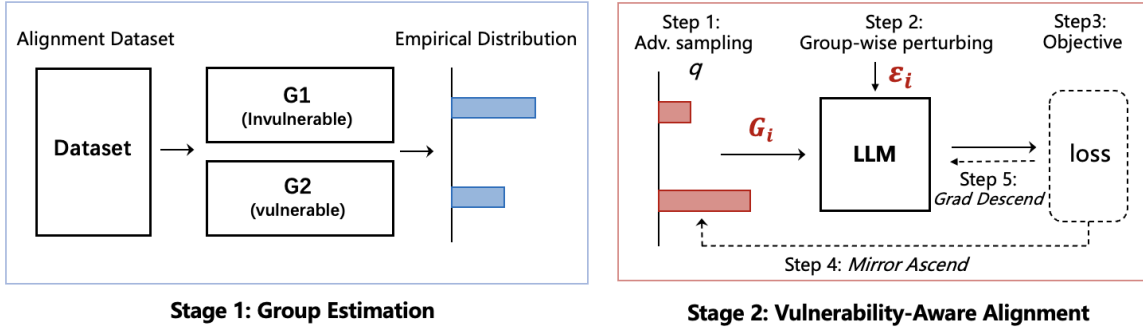 Alignment Dataset
Dataset
G1
(Invulnerable)
G2
(vulnerable)
Empirical Distribution
Stage 1: Group Estimation
Step 1:
Adv. sampling
q
Step 2:
Group-wise perturbing
εi
Step3:
Objective
Gi
LLM
loss
Step 5:
Grad Descend
Step 4: Mirror Ascend
Stage 2: Vulnerability-Aware Alignment